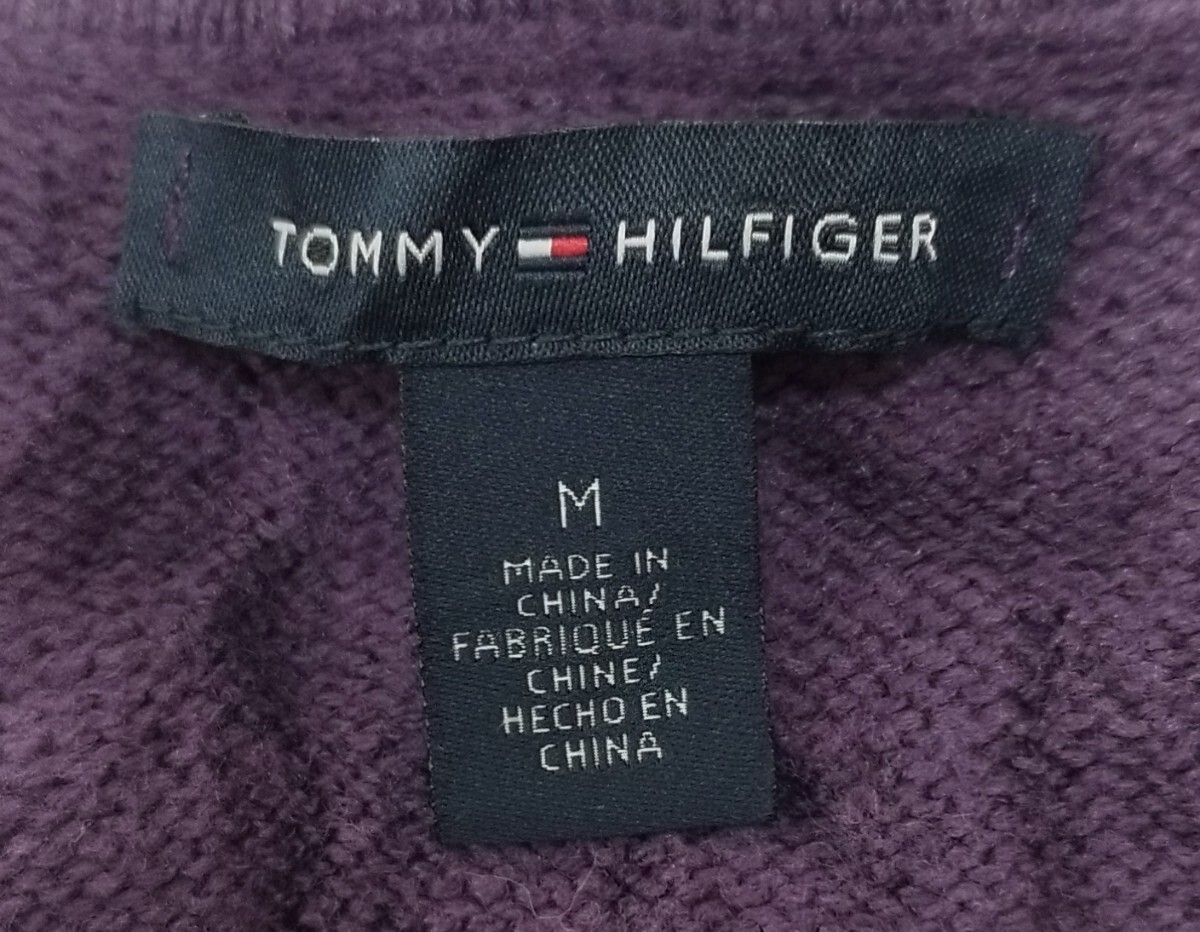 TOMMY HILFIGER
M
MADE IN
CHINA/
FABRIQUÉ EN
CHINE/
HECHO EN
CHINA